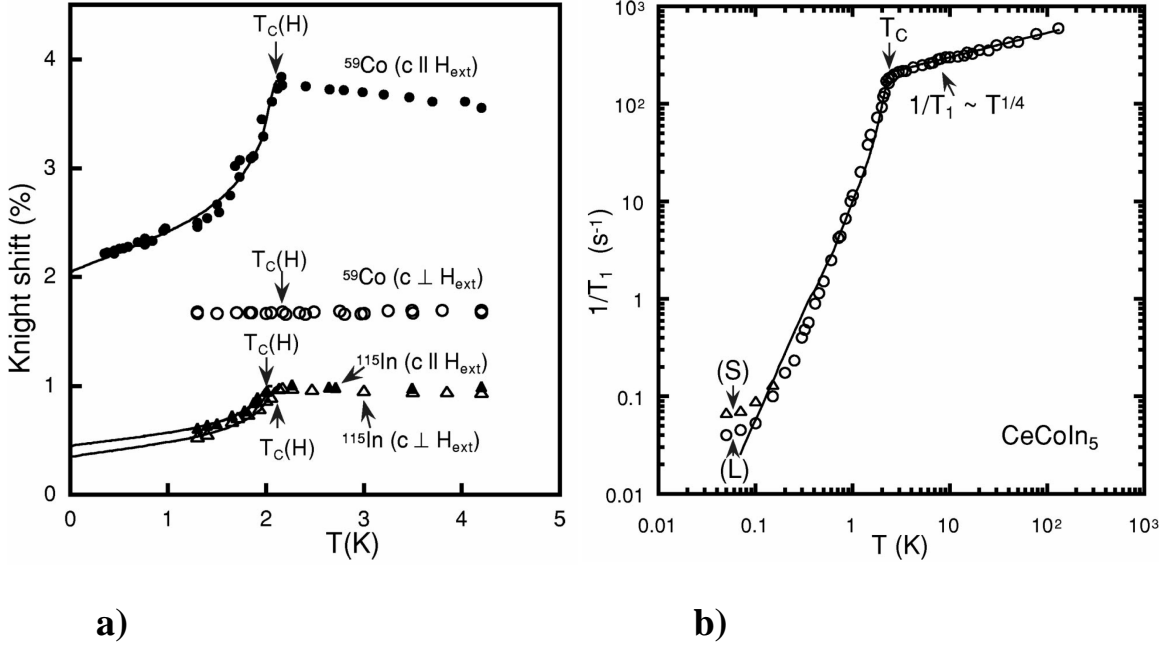 T_C(H)
⁵⁹Co (c || H_ext)
T_C(H)
⁵⁹Co (c ⊥ H_ext)
T_C(H)
¹¹⁵In (c || H_ext)
¹¹⁵In (c ⊥ H_ext)
T_C(H)
Knight shift (%)
4
3
2
1
0
0 1 2 3 4 5
T(K)
a)
T_C
1/T₁ ~ T^1/4
(S)
(L)
CeCoIn₅
1/T₁ (s⁻¹)
10³
10²
10
1
0.1
0.01
0.01 0.1 1 10 10² 10³
T (K)
b)